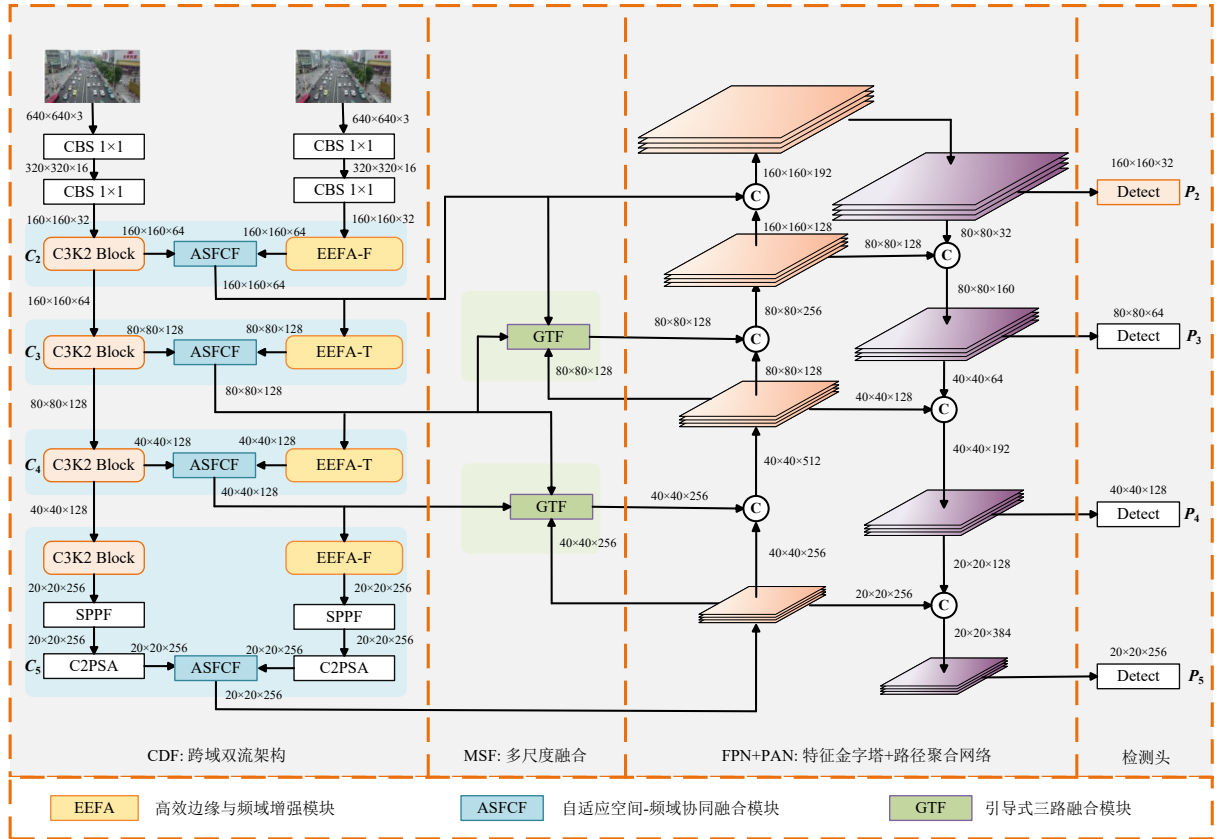 640×640×3
640×640×3
CBS 1×1
CBS 1×1
320×320×16
320×320×16
CBS 1×1
CBS 1×1
160×160×32
160×160×32
C2
C3K2 Block
160×160×64
ASFCF
160×160×64
EEFA-F
160×160×64
160×160×64
C3
C3K2 Block
80×80×128
ASFCF
80×80×128
EEFA-T
80×80×128
80×80×128
C4
C3K2 Block
40×40×128
ASFCF
40×40×128
EEFA-T
40×40×128
40×40×128
C3K2 Block
EEFA-F
20×20×256
20×20×256
SPPF
SPPF
20×20×256
20×20×256
C5
C2PSA
20×20×256
ASFCF
20×20×256
C2PSA
20×20×256
CDF: 跨域双流架构
GTF
80×80×128
80×80×128
GTF
40×40×256
40×40×256
MSF: 多尺度融合
160×160×192
C
160×160×128
80×80×256
C
80×80×128
40×40×512
C
40×40×256
80×80×128
80×80×32
C
80×80×160
40×40×128
40×40×64
C
40×40×192
20×20×256
20×20×128
C
20×20×384
FPN+PAN: 特征金字塔+路径聚合网络
160×160×32
Detect
P2
80×80×64
Detect
P3
40×40×128
Detect
P4
20×20×256
Detect
P5
检测头
EEFA
高效边缘与频域增强模块
ASFCF
自适应空间-频域协同融合模块
GTF
引导式三路融合模块